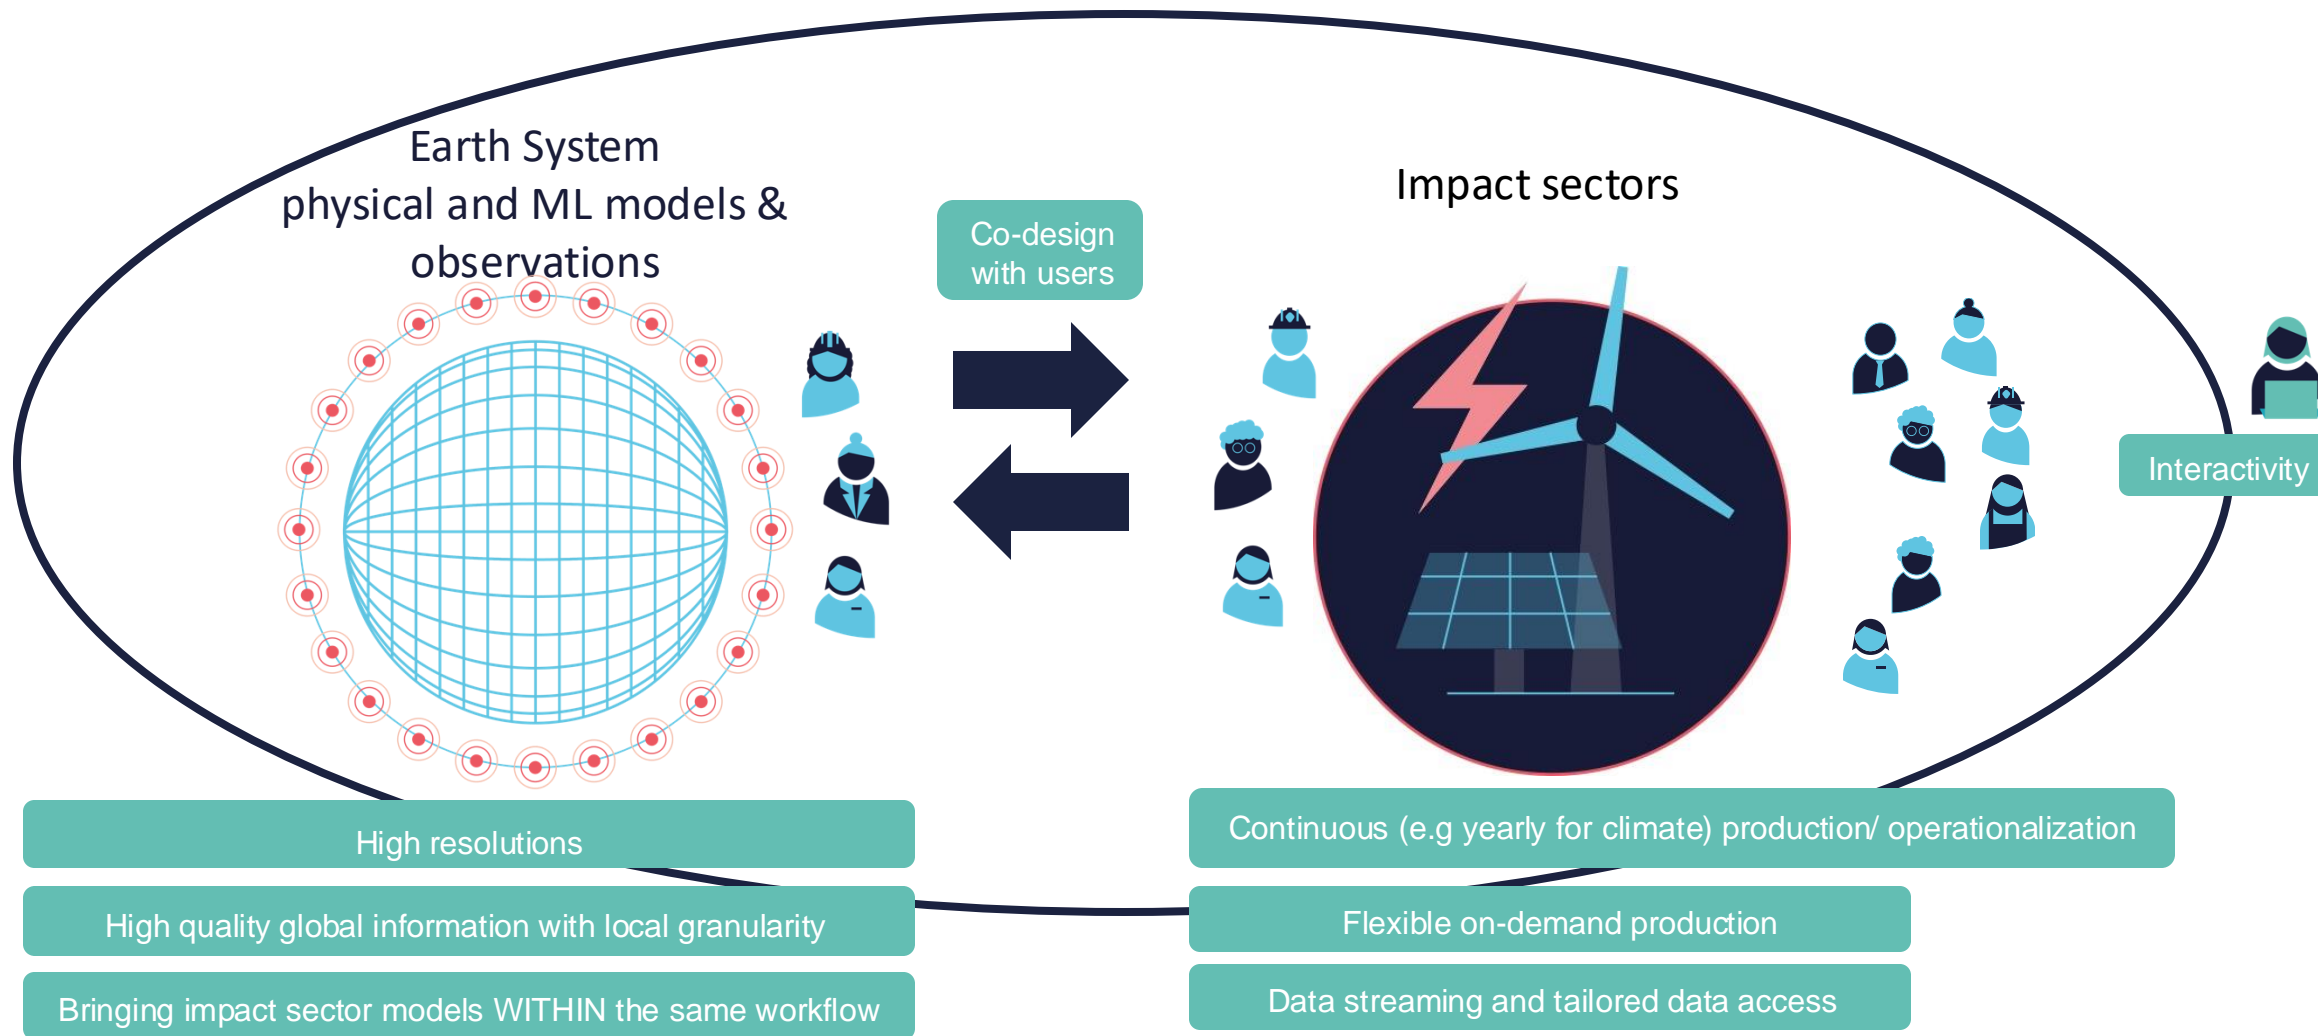 Earth System
physical and ML models &
observations
Co-design
with users
Impact sectors
Interactivity
High resolutions
High quality global information with local granularity
Bringing impact sector models WITHIN the same workflow
Continuous (e.g yearly for climate) production/ operationalization
Flexible on-demand production
Data streaming and tailored data access